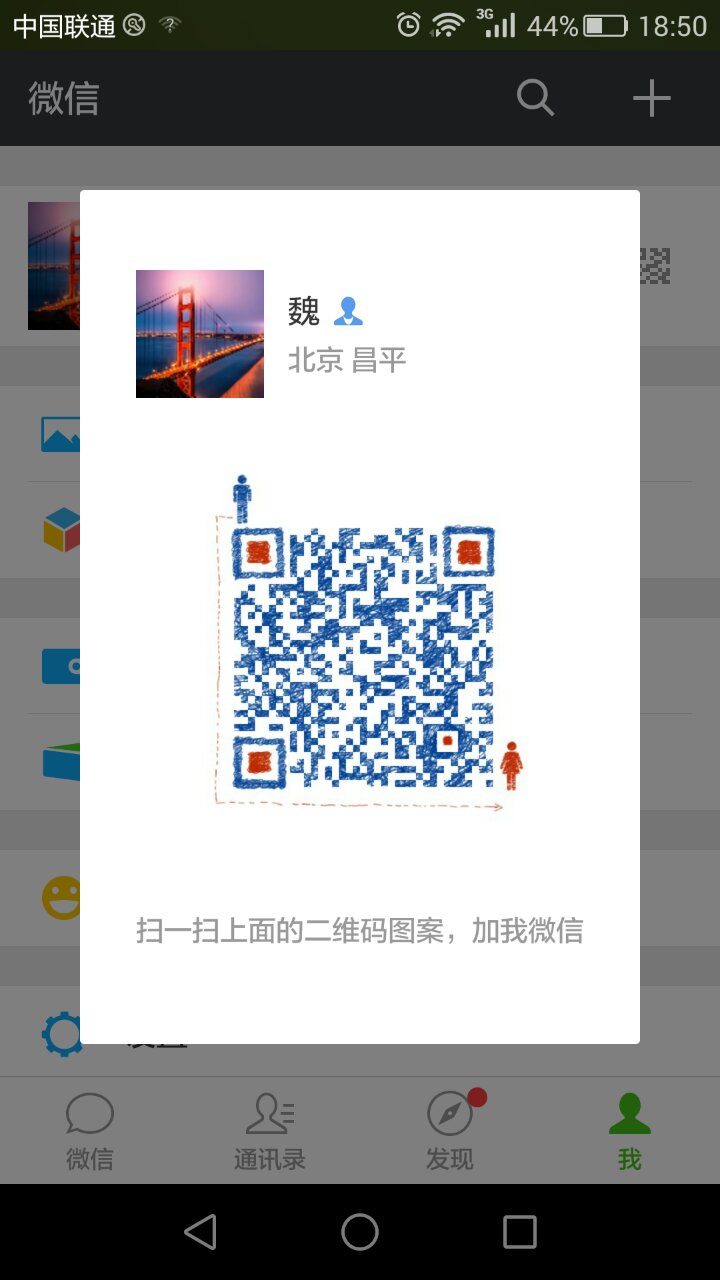 中国联通 3G 44% 18:50
微信
魏
北京 昌平
扫一扫上面的二维码图案，加我微信
设置
微信 通讯录 发现 我